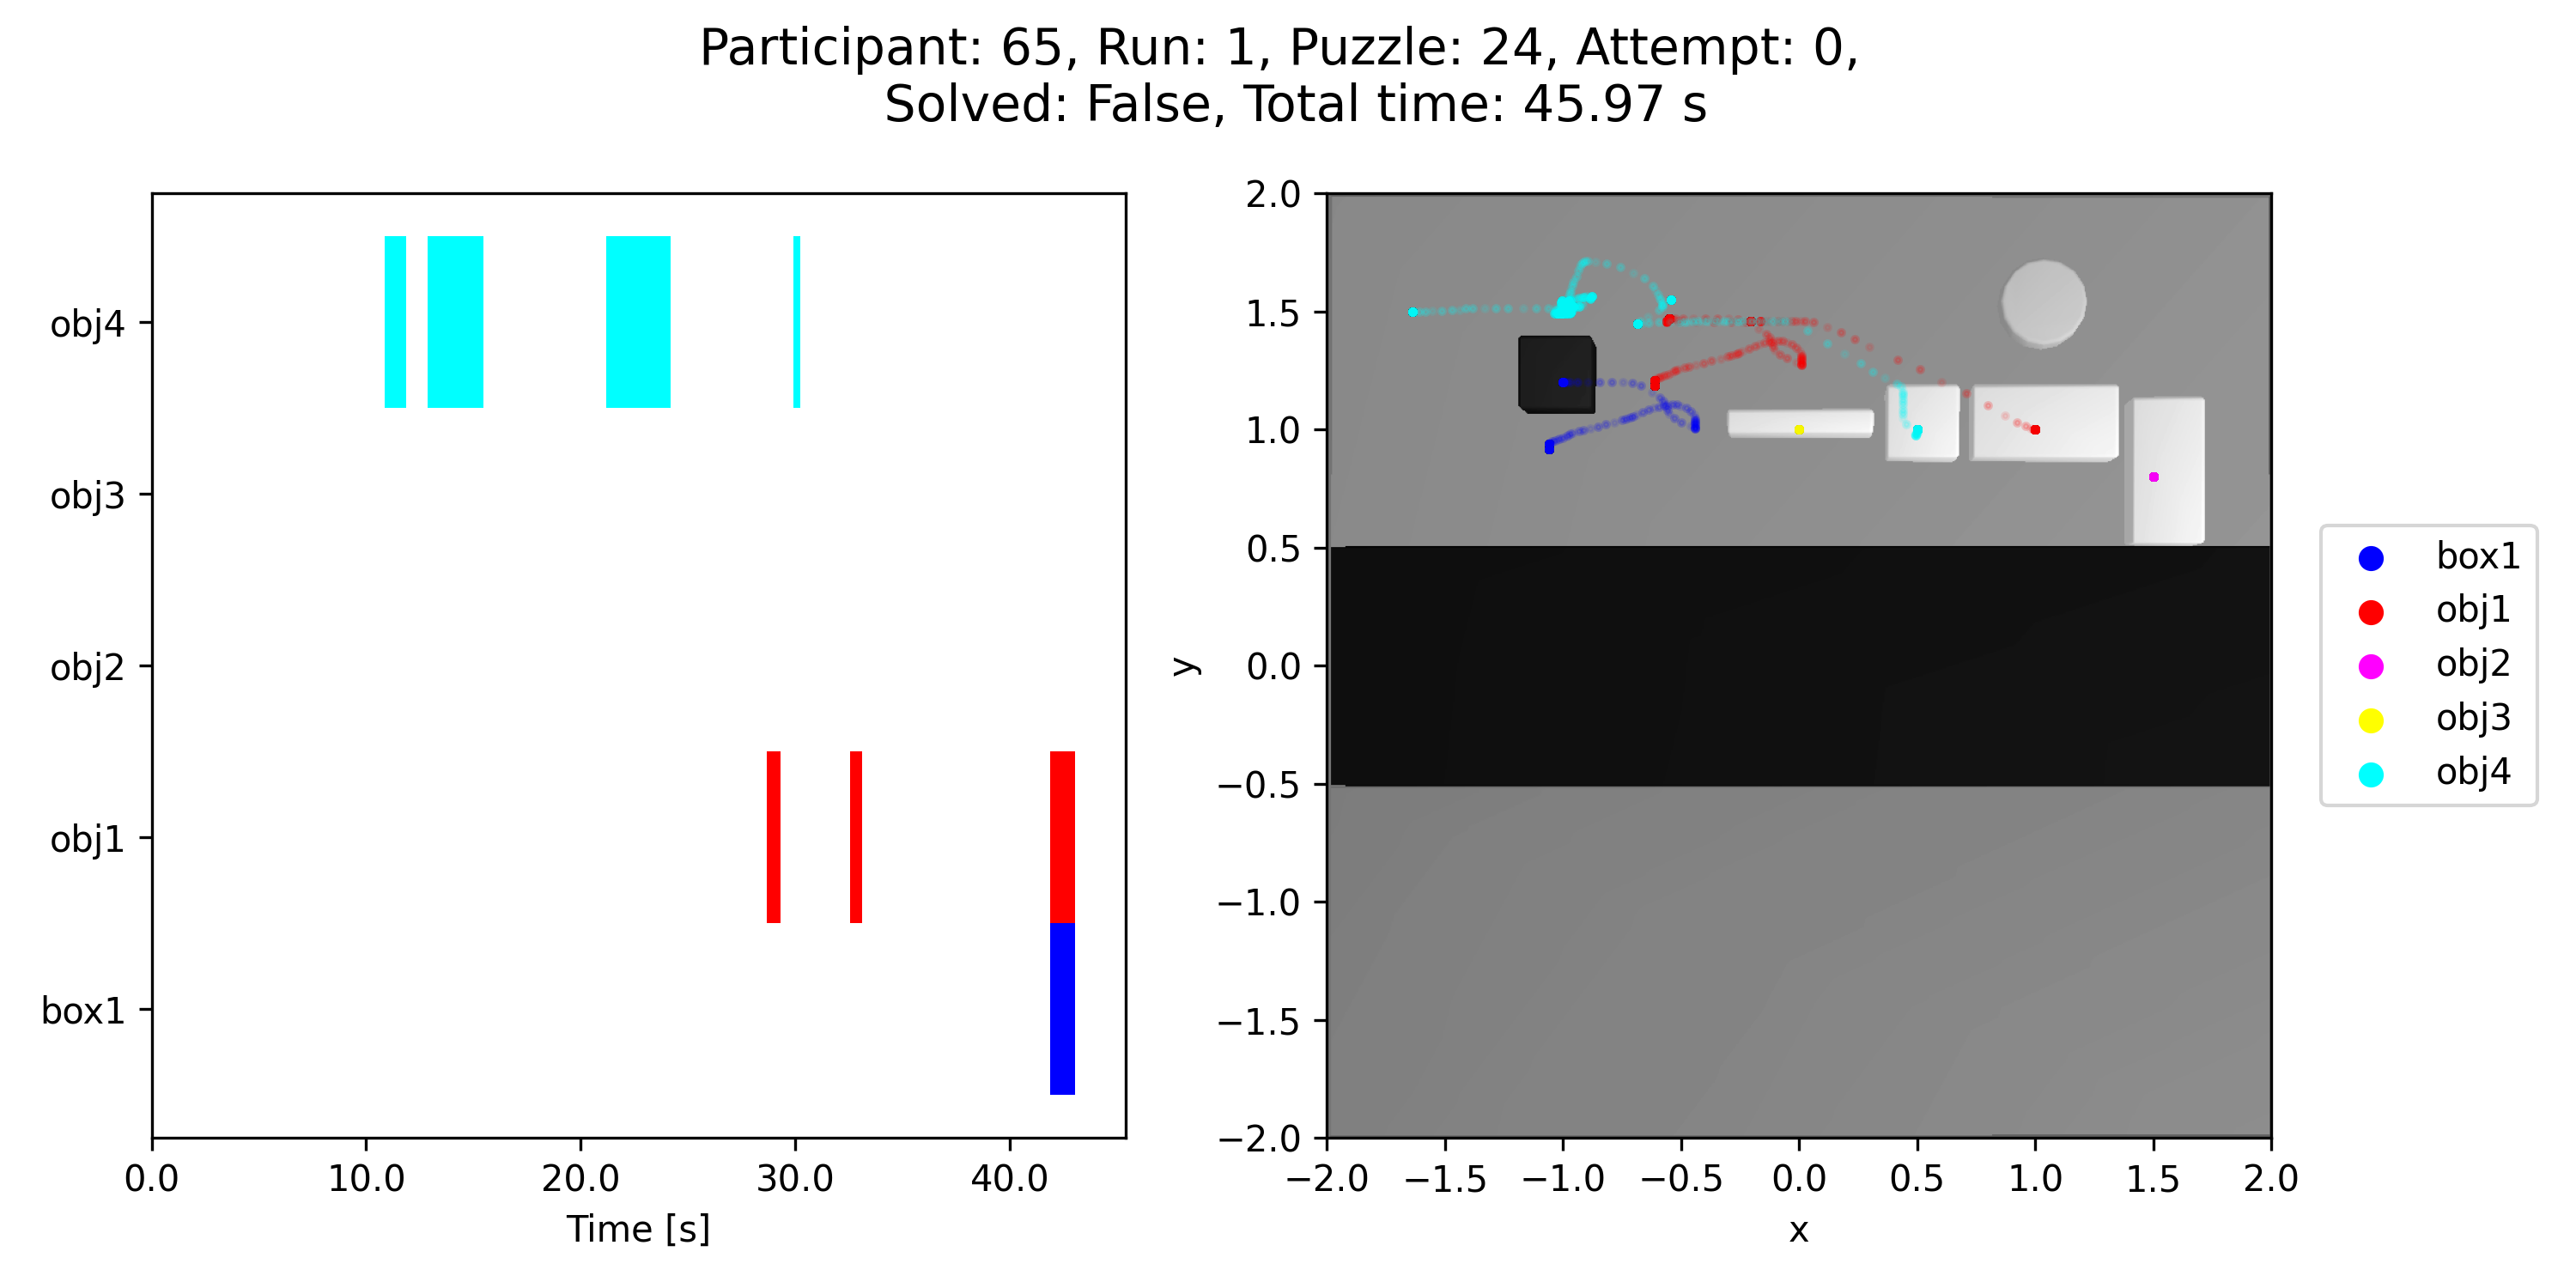 Participant: 65, Run: 1, Puzzle: 24, Attempt: 0,
Solved: False, Total time: 45.97 s
obj4
obj3
obj2
obj1
box1
0.0 10.0 20.0 30.0 40.0
Time [s]
2.0
1.5
1.0
0.5
0.0
−0.5
−1.0
−1.5
−2.0
y
−2.0 −1.5 −1.0 −0.5 0.0 0.5 1.0 1.5 2.0
x
box1
obj1
obj2
obj3
obj4